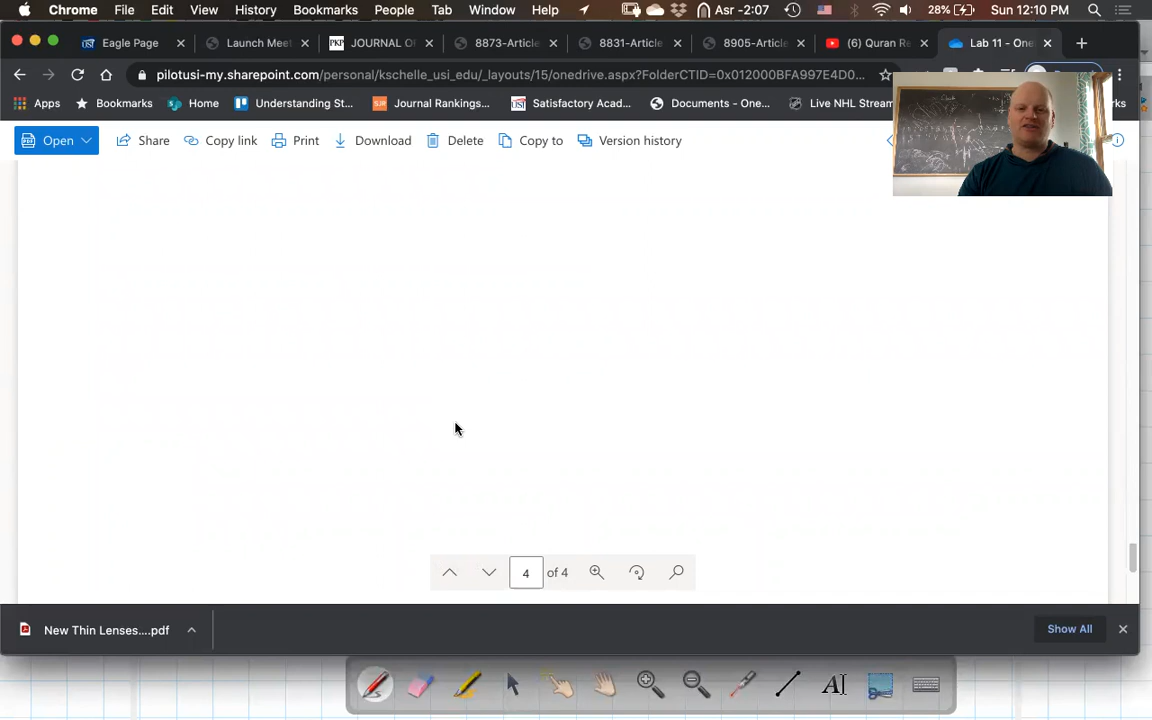 Chrome File Edit View History Bookmarks People Tab Window Help Asr -2:07 28% Sun 12:10 PM
Eagle Page Launch Meet JOURNAL O 8873-Article 8831-Article 8905-Article (6) Quran Re Lab 11 - One
pilotusi-my.sharepoint.com/personal/kschelle_usi_edu/_layouts/15/onedrive.aspx?FolderCTID=0x012000BFA997E4D0...
Apps Bookmarks Home Understanding St... Journal Rankings... Satisfactory Acad... Documents - One... Live NHL Stream
Open Share Copy link Print Download Delete Copy to Version history
4 of 4
New Thin Lenses....pdf Show All